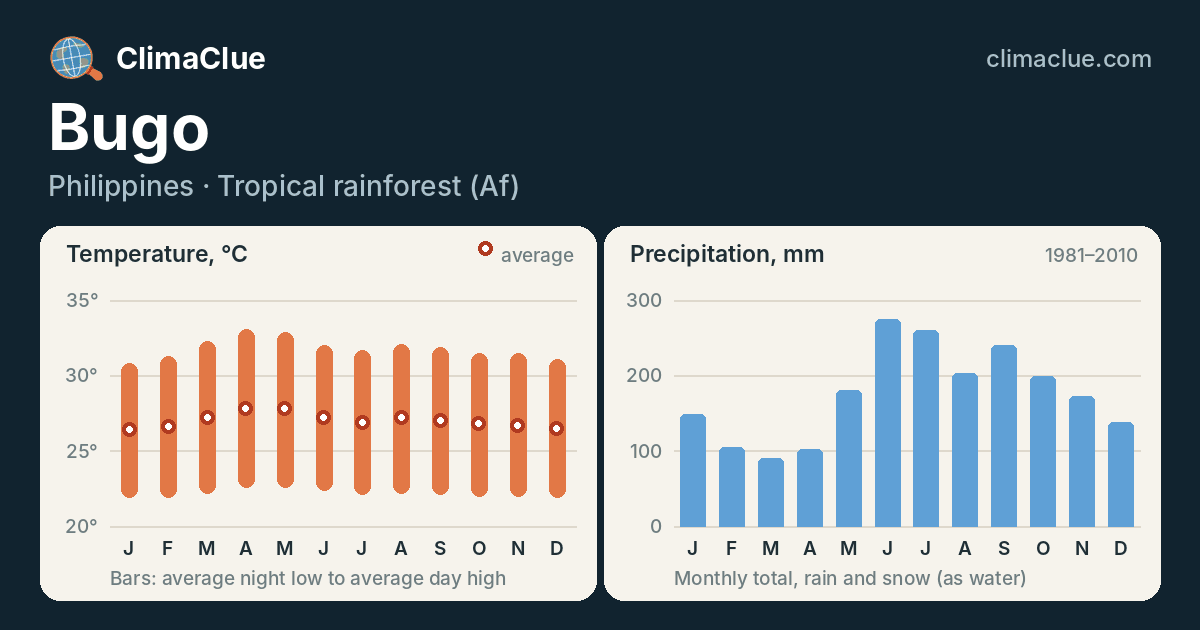 ClimaClue
climaclue.com
Bugo
Philippines · Tropical rainforest (Af)
Temperature, °C
average
35°
30°
25°
20°
J F M A M J J A S O N D
Bars: average night low to average day high
Precipitation, mm
1981–2010
300
200
100
0
J F M A M J J A S O N D
Monthly total, rain and snow (as water)